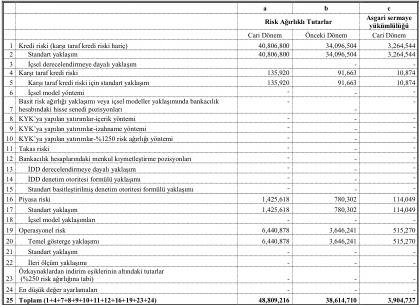 a b c
Risk Ağırlıklı Tutarlar Asgari sermaye yükümlülüğü
Cari Dönem Önceki Dönem Cari Dönem
1 Kredi riski (karşı taraf kredi riski hariç) 40,806,800 34,096,504 3,264,544
2 Standart yaklaşım 40,806,800 34,096,504 3,264,544
3 İçsel derecelendirmeye dayalı yaklaşım - - -
4 Karşı taraf kredi riski 135,920 91,663 10,874
5 Karşı taraf kredi riski için standart yaklaşım 135,920 91,663 10,874
6 İçsel model yöntemi - - -
7 Basit risk ağırlığı yaklaşımı veya içsel modeller yaklaşımında bankacılık
hesabındaki hisse senedi pozisyonları - - -
8 KYK'ya yapılan yatırımlar-içerik yöntemi - - -
9 KYK'ya yapılan yatırımlar-izahname yöntemi - - -
10 KYK'ya yapılan yatırımlar-%1250 risk ağırlığı yöntemi - - -
11 Takas riski - - -
12 Bankacılık hesaplarındaki menkul kıymetleştirme pozisyonları - - -
13 İDD derecelendirmeye dayalı yaklaşım - - -
14 İDD denetim otoritesi formülü yaklaşımı - - -
15 Standart basitleştirilmiş denetim otoritesi formülü yaklaşımı - - -
16 Piyasa riski 1,425,618 780,302 114,049
17 Standart yaklaşım 1,425,618 780,302 114,049
18 İçsel model yaklaşımları - - -
19 Operasyonel risk 6,440,878 3,646,241 515,270
20 Temel gösterge yaklaşımı 6,440,878 3,646,241 515,270
21 Standart yaklaşım - - -
22 İleri ölçüm yaklaşımı - - -
23 Özkaynaklardan indirim eşiklerinin altındaki tutarlar
(%250 risk ağırlığına tabi) - - -
24 En düşük değer ayarlamaları - - -
25 Toplam (1+4+7+8+9+10+11+12+16+19+23+24) 48,809,216 38,614,710 3,904,737